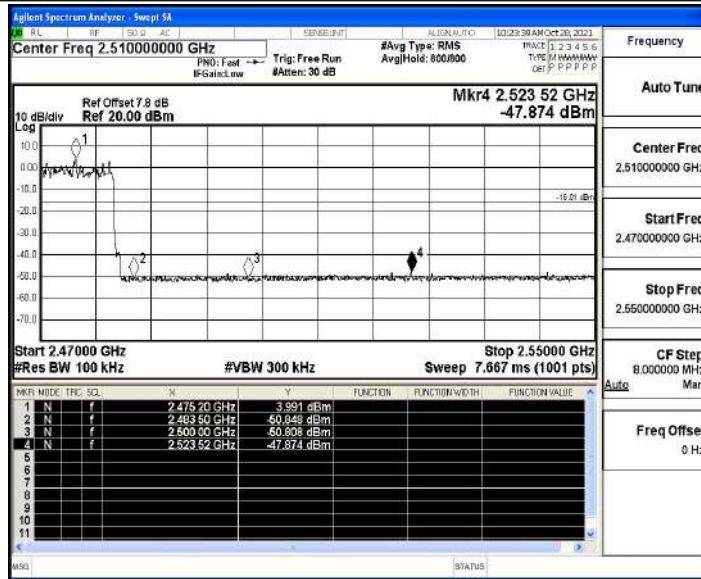 Agilent Spectrum Analyzer - Swept SA
RL RF 50 Ω AC SENSE:INT ALIGN AUTO 10:23:39 AM Oct 28, 2021
Center Freq 2.510000000 GHz
PNO: Fast
IFGain:Low
Trig: Free Run
#Atten: 30 dB
#Avg Type: RMS
Avg|Hold: 800/800
TRACE 1 2 3 4 5 6
TYPE M WWWWW
DET P P P P P P
Ref Offset 7.8 dB
10 dB/div Ref 20.00 dBm
Log
Mkr4 2.523 52 GHz
-47.874 dBm
10.0
0.00
-10.0
-20.0
-30.0
-40.0
-50.0
-60.0
-70.0
1
2
3
4
-16.01 dBm
Start 2.47000 GHz Stop 2.55000 GHz
#Res BW 100 kHz #VBW 300 kHz Sweep 7.667 ms (1001 pts)
MKR MODE TRC SCL X Y FUNCTION FUNCTION WIDTH FUNCTION VALUE
1 N f 2.475 20 GHz 3.991 dBm
2 N f 2.483 50 GHz -50.848 dBm
3 N f 2.500 00 GHz -50.808 dBm
4 N f 2.523 52 GHz -47.874 dBm
5
6
7
8
9
10
11
MSG STATUS
Frequency
Auto Tune
Center Freq
2.510000000 GHz
Start Freq
2.470000000 GHz
Stop Freq
2.550000000 GHz
CF Step
8.000000 MHz
Auto Man
Freq Offset
0 Hz